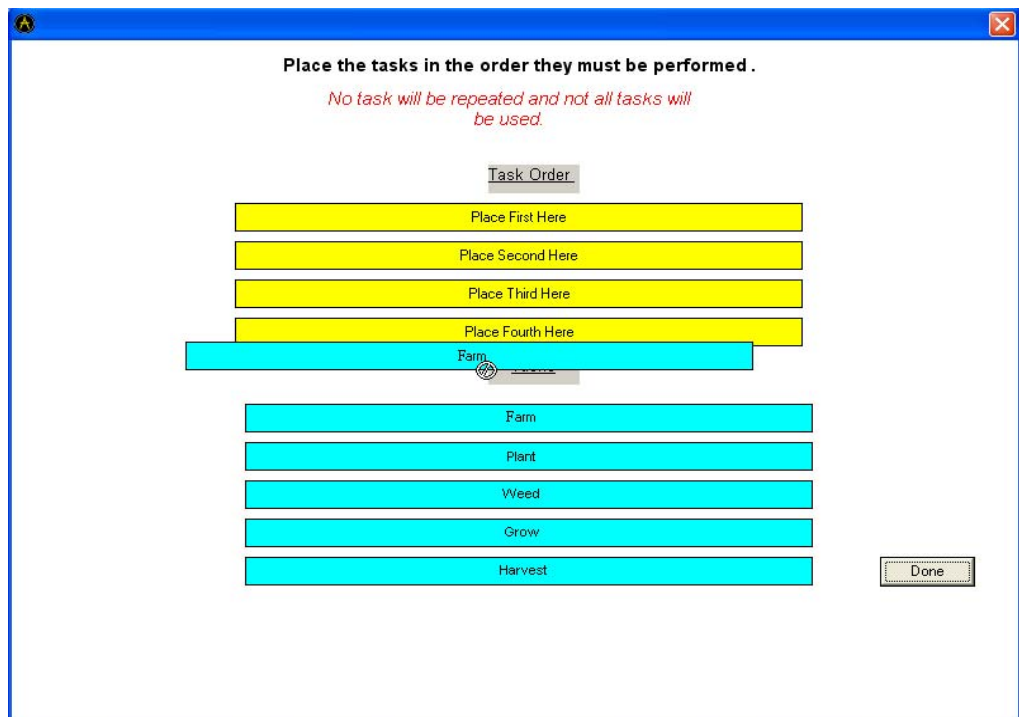 Place the tasks in the order they must be performed .
No task will be repeated and not all tasks will
be used.
Task Order
Place First Here
Place Second Here
Place Third Here
Place Fourth Here
Farm
Farm
Plant
Weed
Grow
Harvest
Done